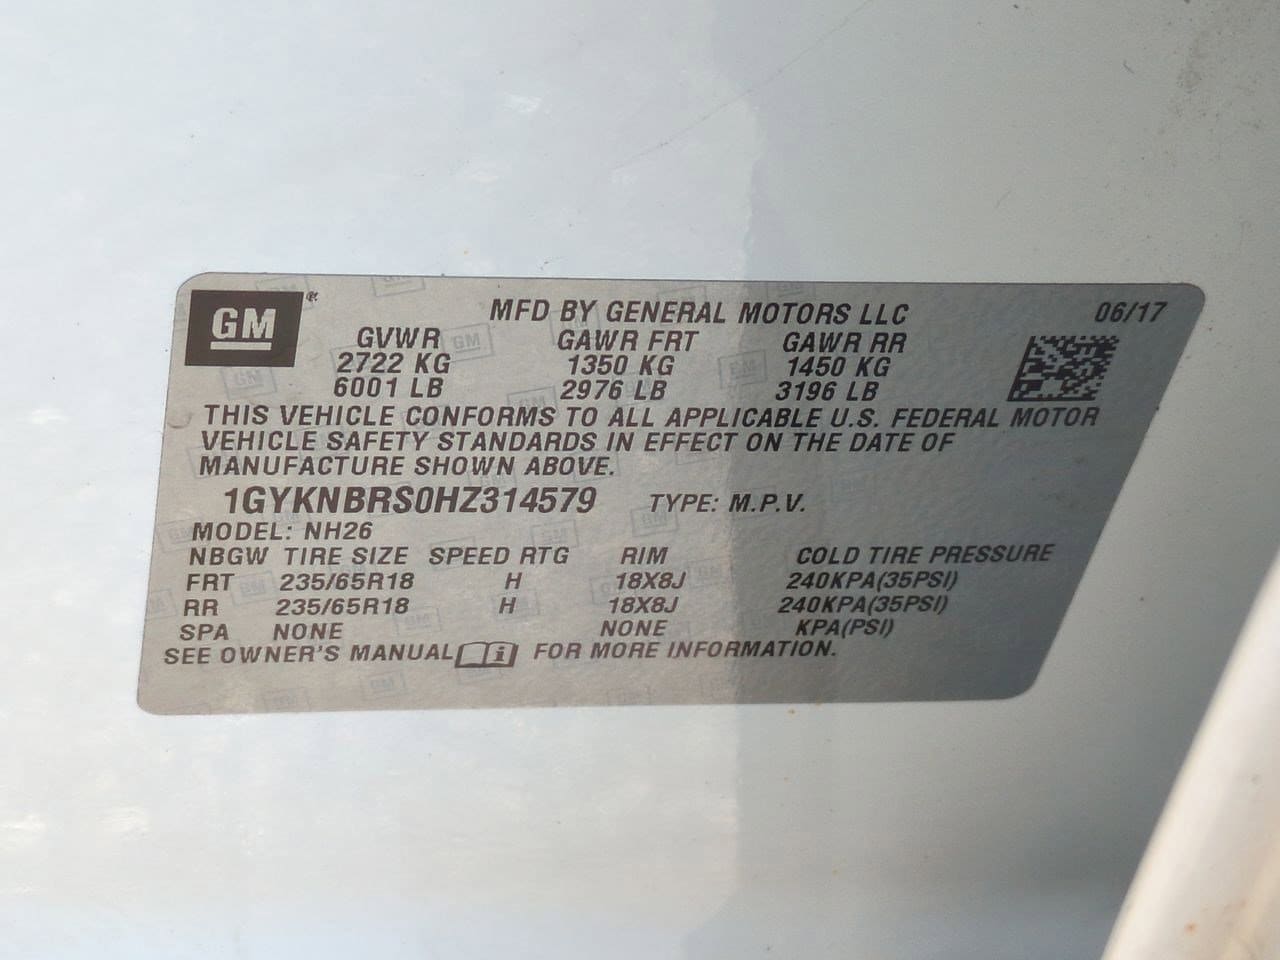 GM ®
MFD BY GENERAL MOTORS LLC 06/17
GVWR GAWR FRT GAWR RR
2722 KG 1350 KG 1450 KG
6001 LB 2976 LB 3196 LB
THIS VEHICLE CONFORMS TO ALL APPLICABLE U.S. FEDERAL MOTOR
VEHICLE SAFETY STANDARDS IN EFFECT ON THE DATE OF
MANUFACTURE SHOWN ABOVE.
1GYKNBRS0HZ314579 TYPE: M.P.V.
MODEL: NH26
NBGW TIRE SIZE SPEED RTG RIM COLD TIRE PRESSURE
FRT 235/65R18 H 18X8J 240KPA(35PSI)
RR 235/65R18 H 18X8J 240KPA(35PSI)
SPA NONE NONE KPA(PSI)
SEE OWNER'S MANUAL i FOR MORE INFORMATION.